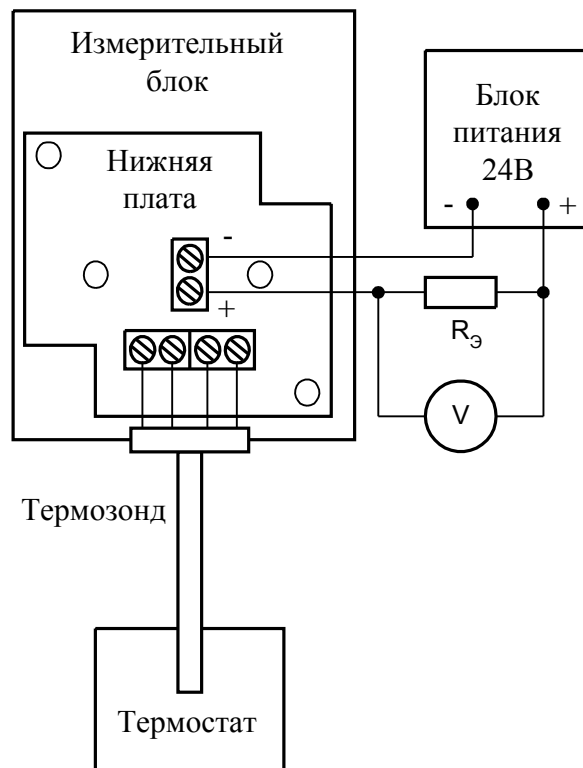 Измерительный
блок
Блок
питания
24В
- +
Нижняя
плата
-
+
Rэ
V
Термозонд
Термостат